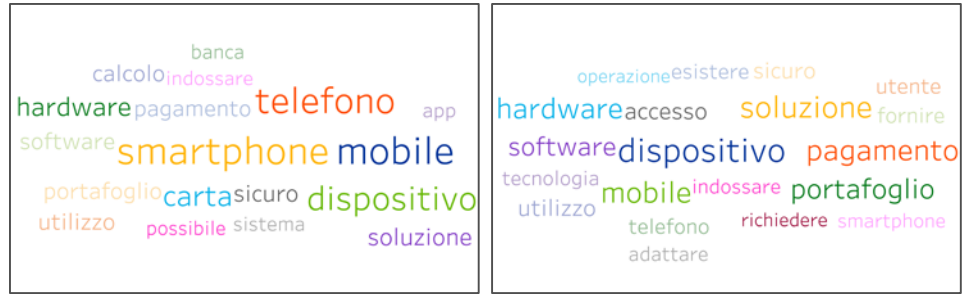 banca
calcolo indossare
hardware pagamento telefono app
software smartphone mobile
portafoglio carta sicuro dispositivo
utilizzo possibile sistema soluzione
operazione esistere sicuro
utente
hardware accesso soluzione fornire
software dispositivo pagamento
tecnologia mobile indossare portafoglio
utilizzo telefono richiedere smartphone
adattare